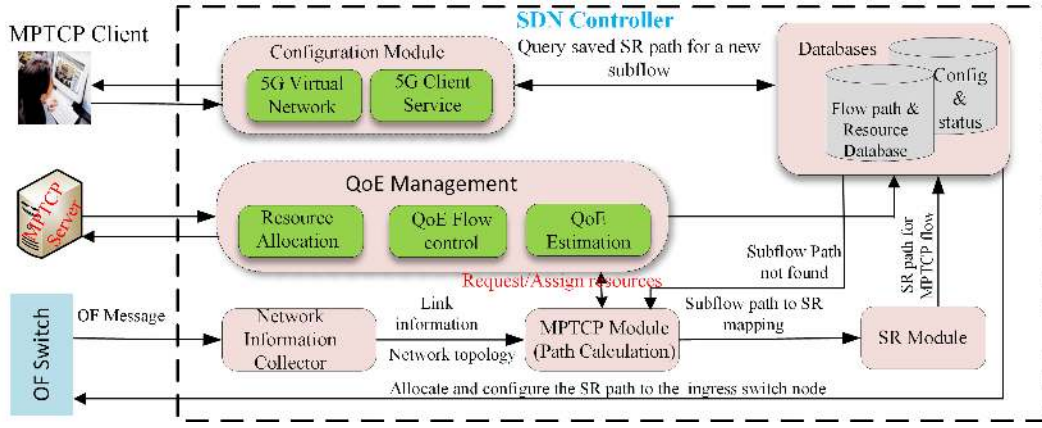 SDN Controller
MPTCP Client
Configuration Module
5G Virtual
Network
5G Client
Service
Query saved SR path for a new
subflow
Databases
Config
&
status
Flow path &
Resource
Database
QoE Management
Resource
Allocation
QoE Flow
control
QoE
Estimation
MPTCP
Server
Request/Assign resources
Subflow Path
not found
SR path for
MPTCP flow
OF Switch
OF Message
Network
Information
Collector
Link
information
Network topology
MPTCP Module
(Path Calculation)
Subflow path to SR
mapping
SR Module
Allocate and configure the SR path to the ingress switch node